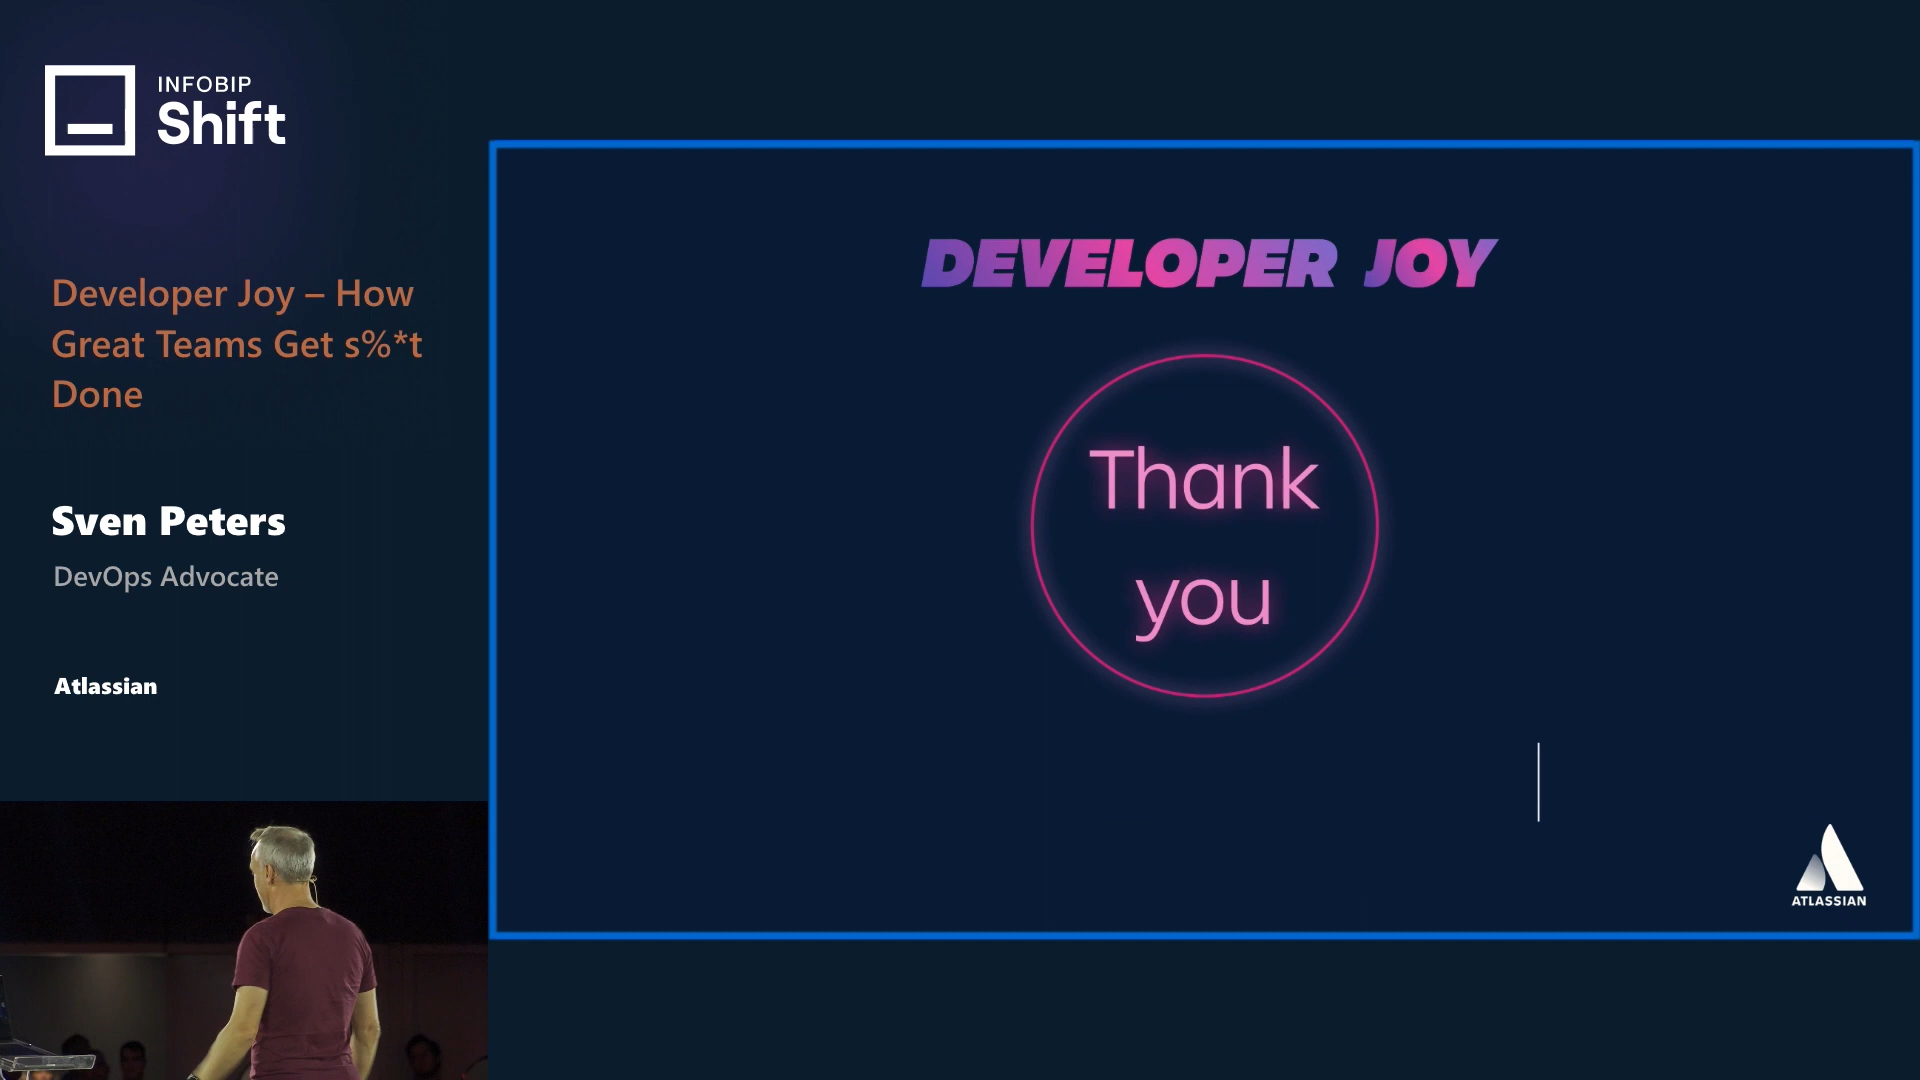 INFOBIP
Shift
Developer Joy – How
Great Teams Get s%*t
Done
Sven Peters
DevOps Advocate
Atlassian
DEVELOPER JOY
Thank
you
ATLASSIAN